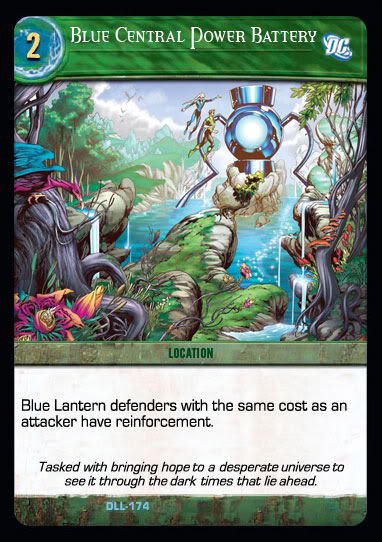 2
Blue Central Power Battery
DC
LOCATION
Blue Lantern defenders with the same cost as an
attacker have reinforcement.
Tasked with bringing hope to a desperate universe to
see it through the dark times that lie ahead.
DLL-174